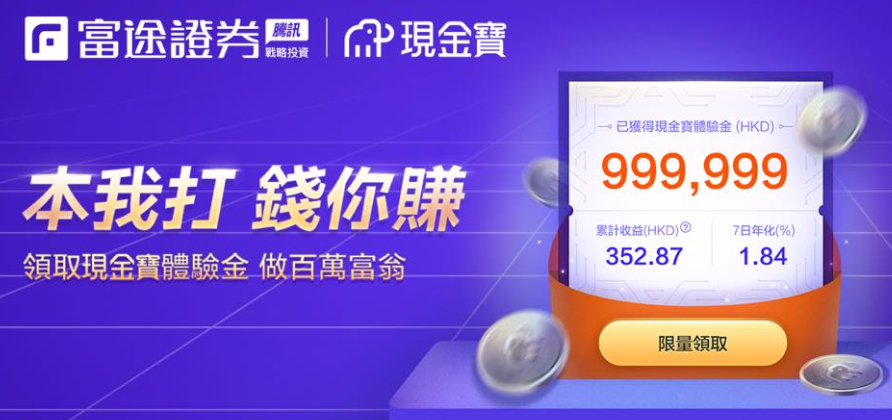 富途證券 騰訊 戰略投資 | 現金寶
本我打 錢你賺
領取現金寶體驗金 做百萬富翁
已獲得現金寶體驗金 (HKD)
999,999
累計收益(HKD)? 7日年化(%)
352.87 1.84
限量領取